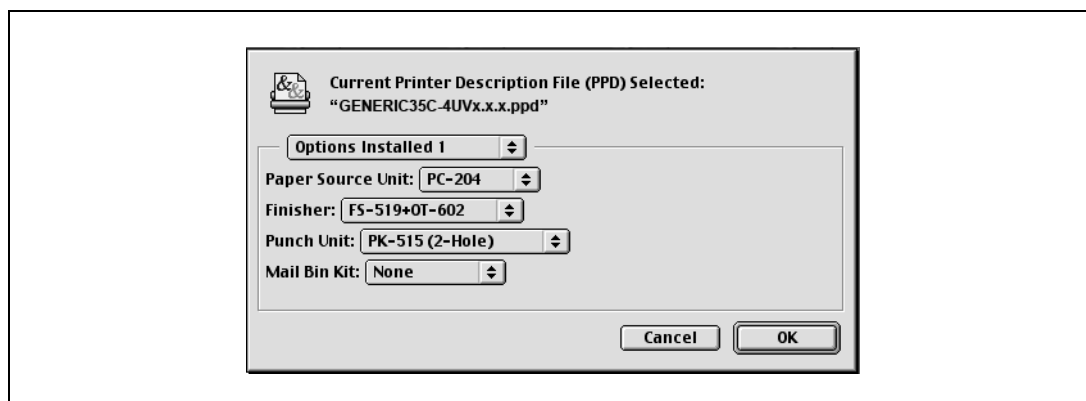 Current Printer Description File (PPD) Selected:
"GENERIC35C-4UVx.x.x.ppd"
Options Installed 1
Paper Source Unit: PC-204
Finisher: FS-519+OT-602
Punch Unit: PK-515 (2-Hole)
Mail Bin Kit: None
Cancel OK